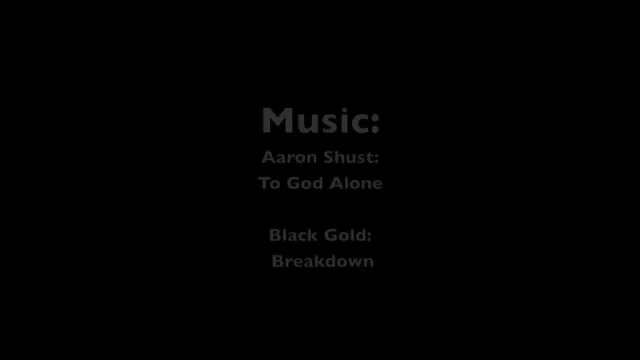 Music:
Aaron Shust:
To God Alone
Black Gold:
Breakdown